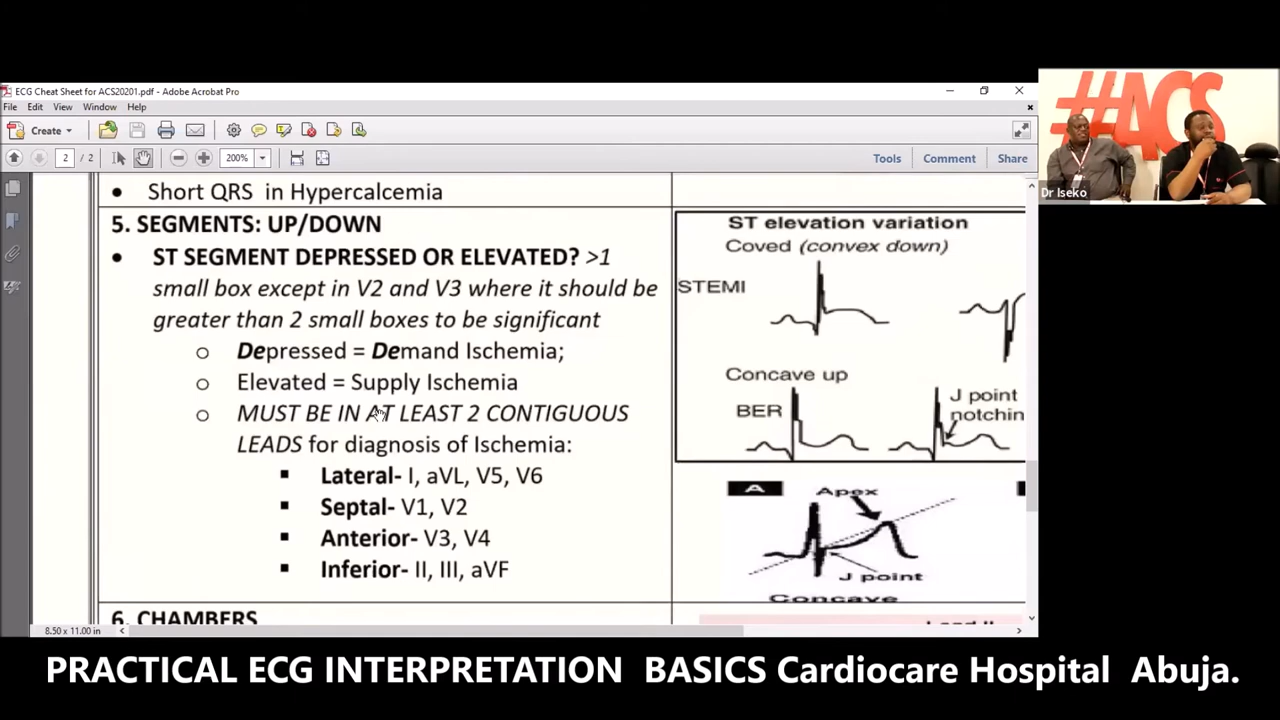 ECG Cheat Sheet for ACS20201.pdf - Adobe Acrobat Pro
File Edit View Window Help
Create
2 / 2
200%
Tools Comment Share
#ACS
Dr Iseko
• Short QRS in Hypercalcemia
5. SEGMENTS: UP/DOWN
• ST SEGMENT DEPRESSED OR ELEVATED? >1
small box except in V2 and V3 where it should be
greater than 2 small boxes to be significant
o Depressed = Demand Ischemia;
o Elevated = Supply Ischemia
o MUST BE IN AT LEAST 2 CONTIGUOUS
LEADS for diagnosis of Ischemia:
▪ Lateral- I, aVL, V5, V6
▪ Septal- V1, V2
▪ Anterior- V3, V4
▪ Inferior- II, III, aVF
6. CHAMBERS
ST elevation variation
Coved (convex down)
STEMI
Concave up
BER
J point
notchin
A
Apex
J point
Concave
Lead II
8.50 x 11.00 in
PRACTICAL ECG INTERPRETATION BASICS Cardiocare Hospital Abuja.